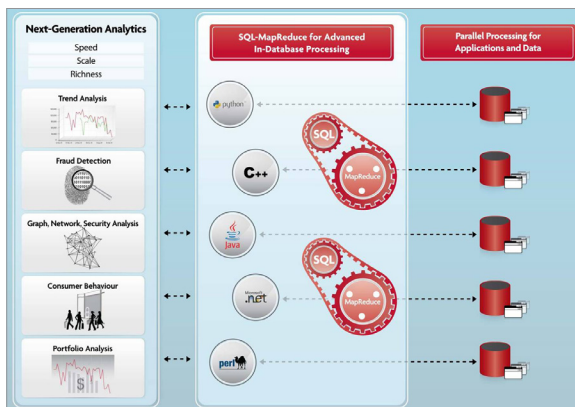 Next-Generation Analytics
Speed
Scale
Richness
Trend Analysis
Fraud Detection
Graph, Network, Security Analysis
Consumer Behaviour
Portfolio Analysis
$
SQL-MapReduce for Advanced
In-Database Processing
python
SQL
MapReduce
C++
Java
SQL
MapReduce
Microsoft
.net
perl
Parallel Processing for
Applications and Data